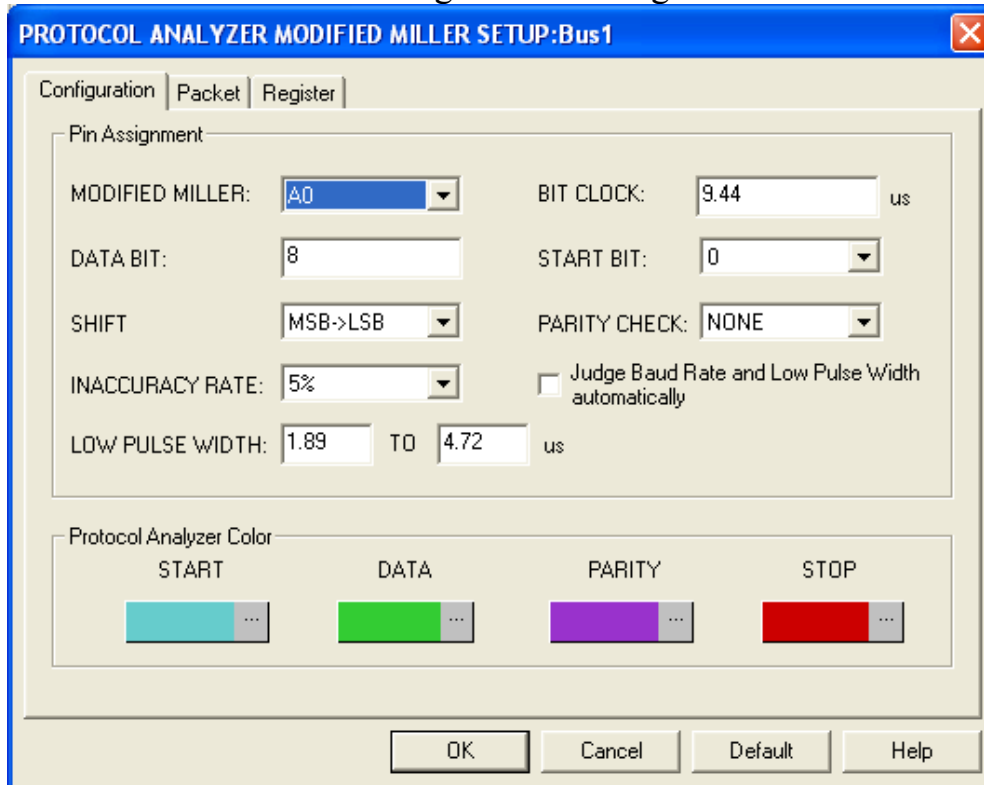 PROTOCOL ANALYZER MODIFIED MILLER SETUP:Bus1
Configuration Packet Register
Pin Assignment
MODIFIED MILLER: A0 BIT CLOCK: 9.44 us
DATA BIT: 8 START BIT: 0
SHIFT MSB->LSB PARITY CHECK: NONE
INACCURACY RATE: 5% Judge Baud Rate and Low Pulse Width
automatically
LOW PULSE WIDTH: 1.89 TO 4.72 us
Protocol Analyzer Color
START DATA PARITY STOP
... ... ... ...
OK Cancel Default Help